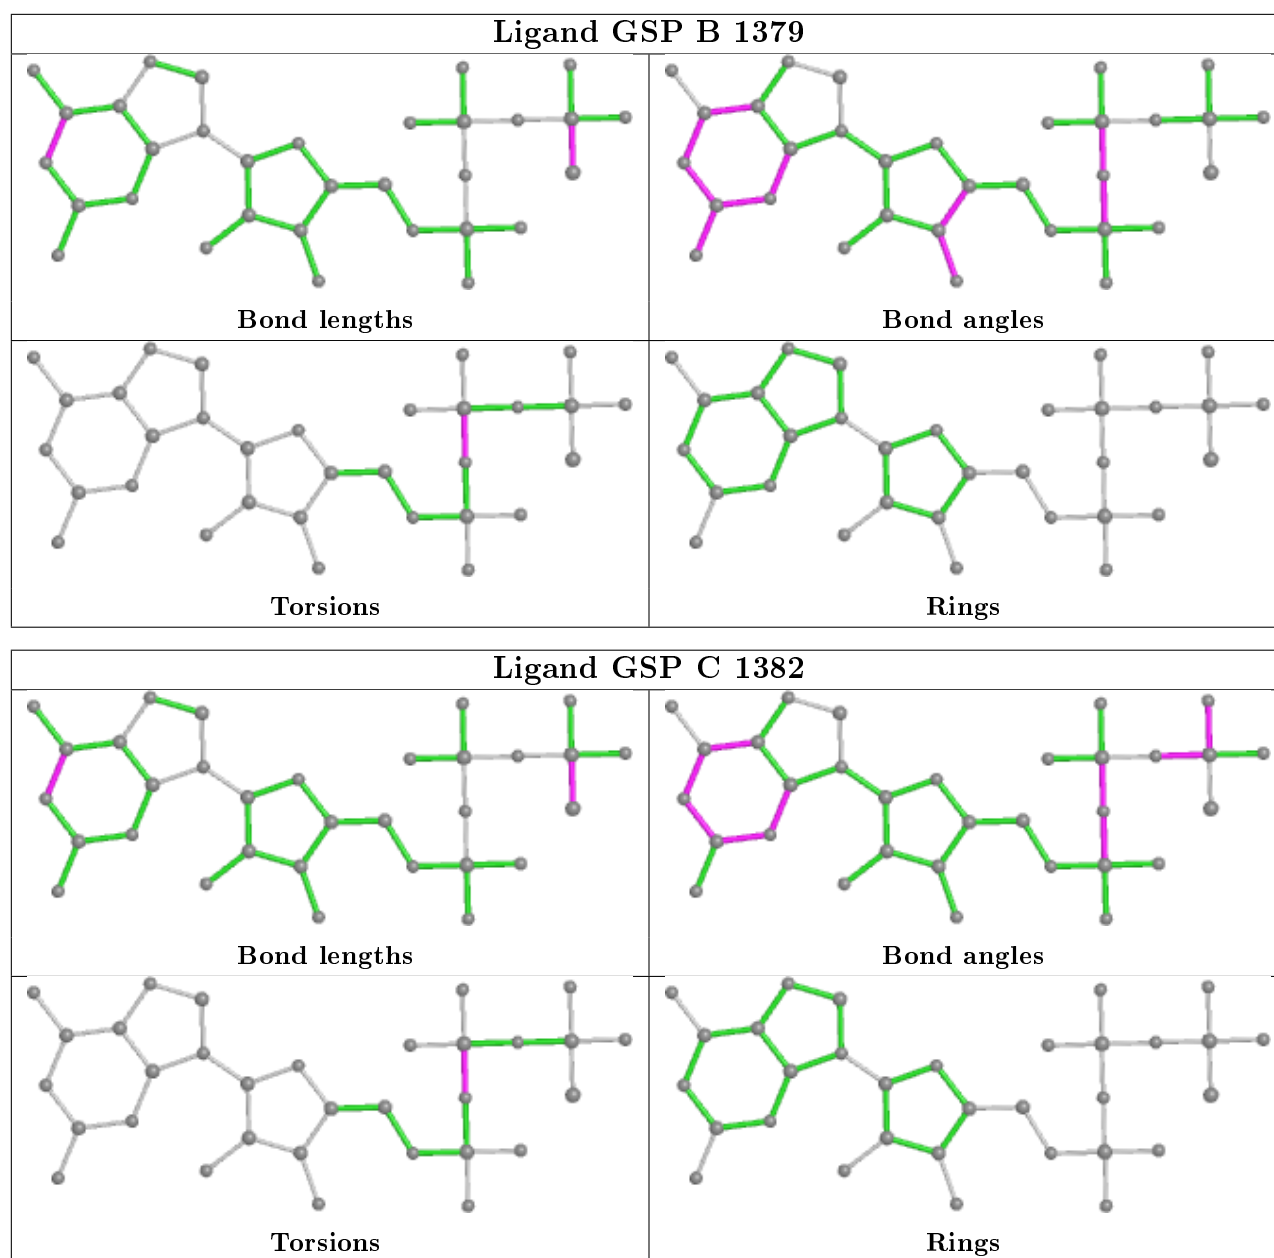 Ligand GSP B 1379
Bond lengths
Bond angles
Torsions
Rings
Ligand GSP C 1382
Bond lengths
Bond angles
Torsions
Rings